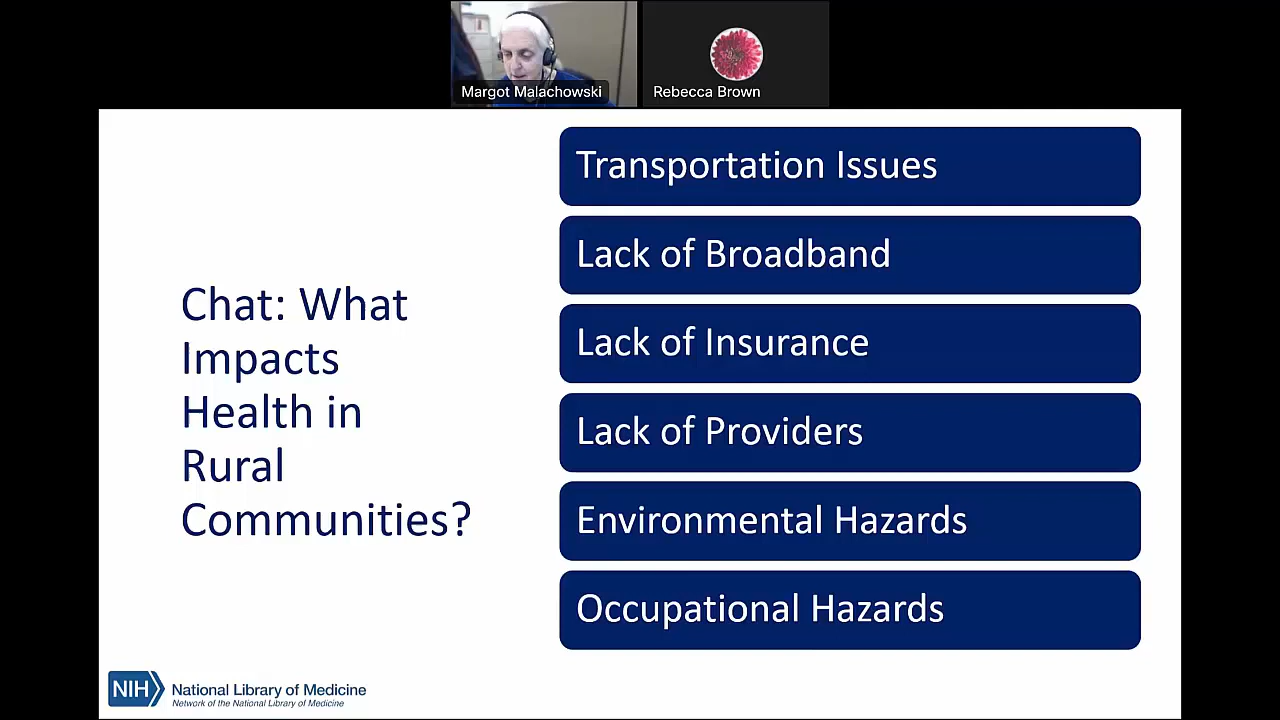 Margot Malachowski
Rebecca Brown
Chat: What
Impacts
Health in
Rural
Communities?
Transportation Issues
Lack of Broadband
Lack of Insurance
Lack of Providers
Environmental Hazards
Occupational Hazards
NIH
National Library of Medicine
Network of the National Library of Medicine